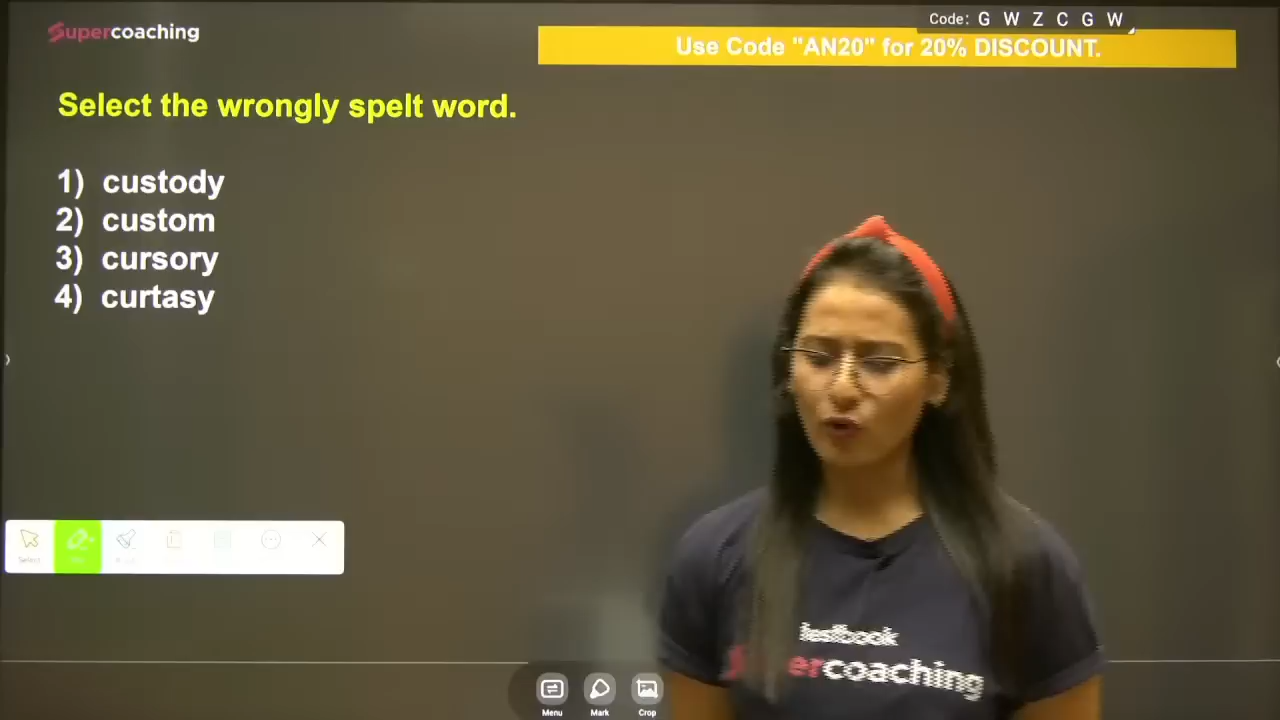 Supercoaching
Code: G W Z C G W
Use Code "AN20" for 20% DISCOUNT.
Select the wrongly spelt word.
1) custody
2) custom
3) cursory
4) curtasy
Select
testbook
Supercoaching
Menu
Mark
Crop